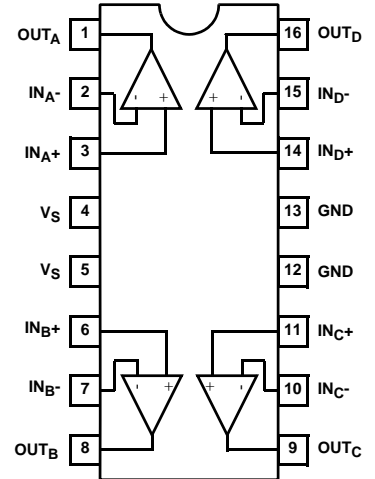 OUTA 1 16 OUTD
INA- 2 - + + - 15 IND-
INA+ 3 14 IND+
VS 4 13 GND
VS 5 12 GND
INB+ 6 11 INC+
INB- 7 - + + - 10 INC-
OUTB 8 9 OUTC